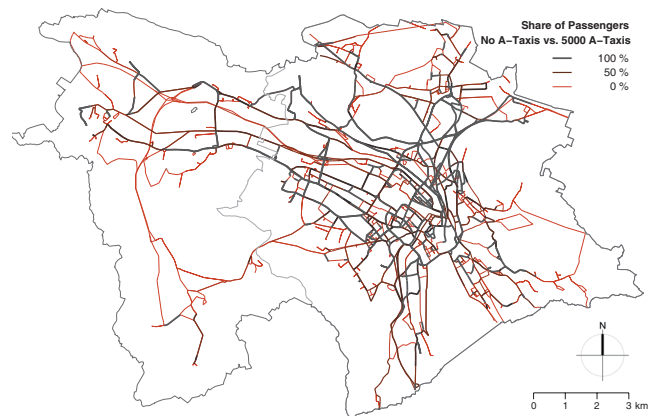 Share of Passengers
No A−Taxis vs. 5000 A−Taxis
100 %
50 %
0 %
N
0 1 2 3 km